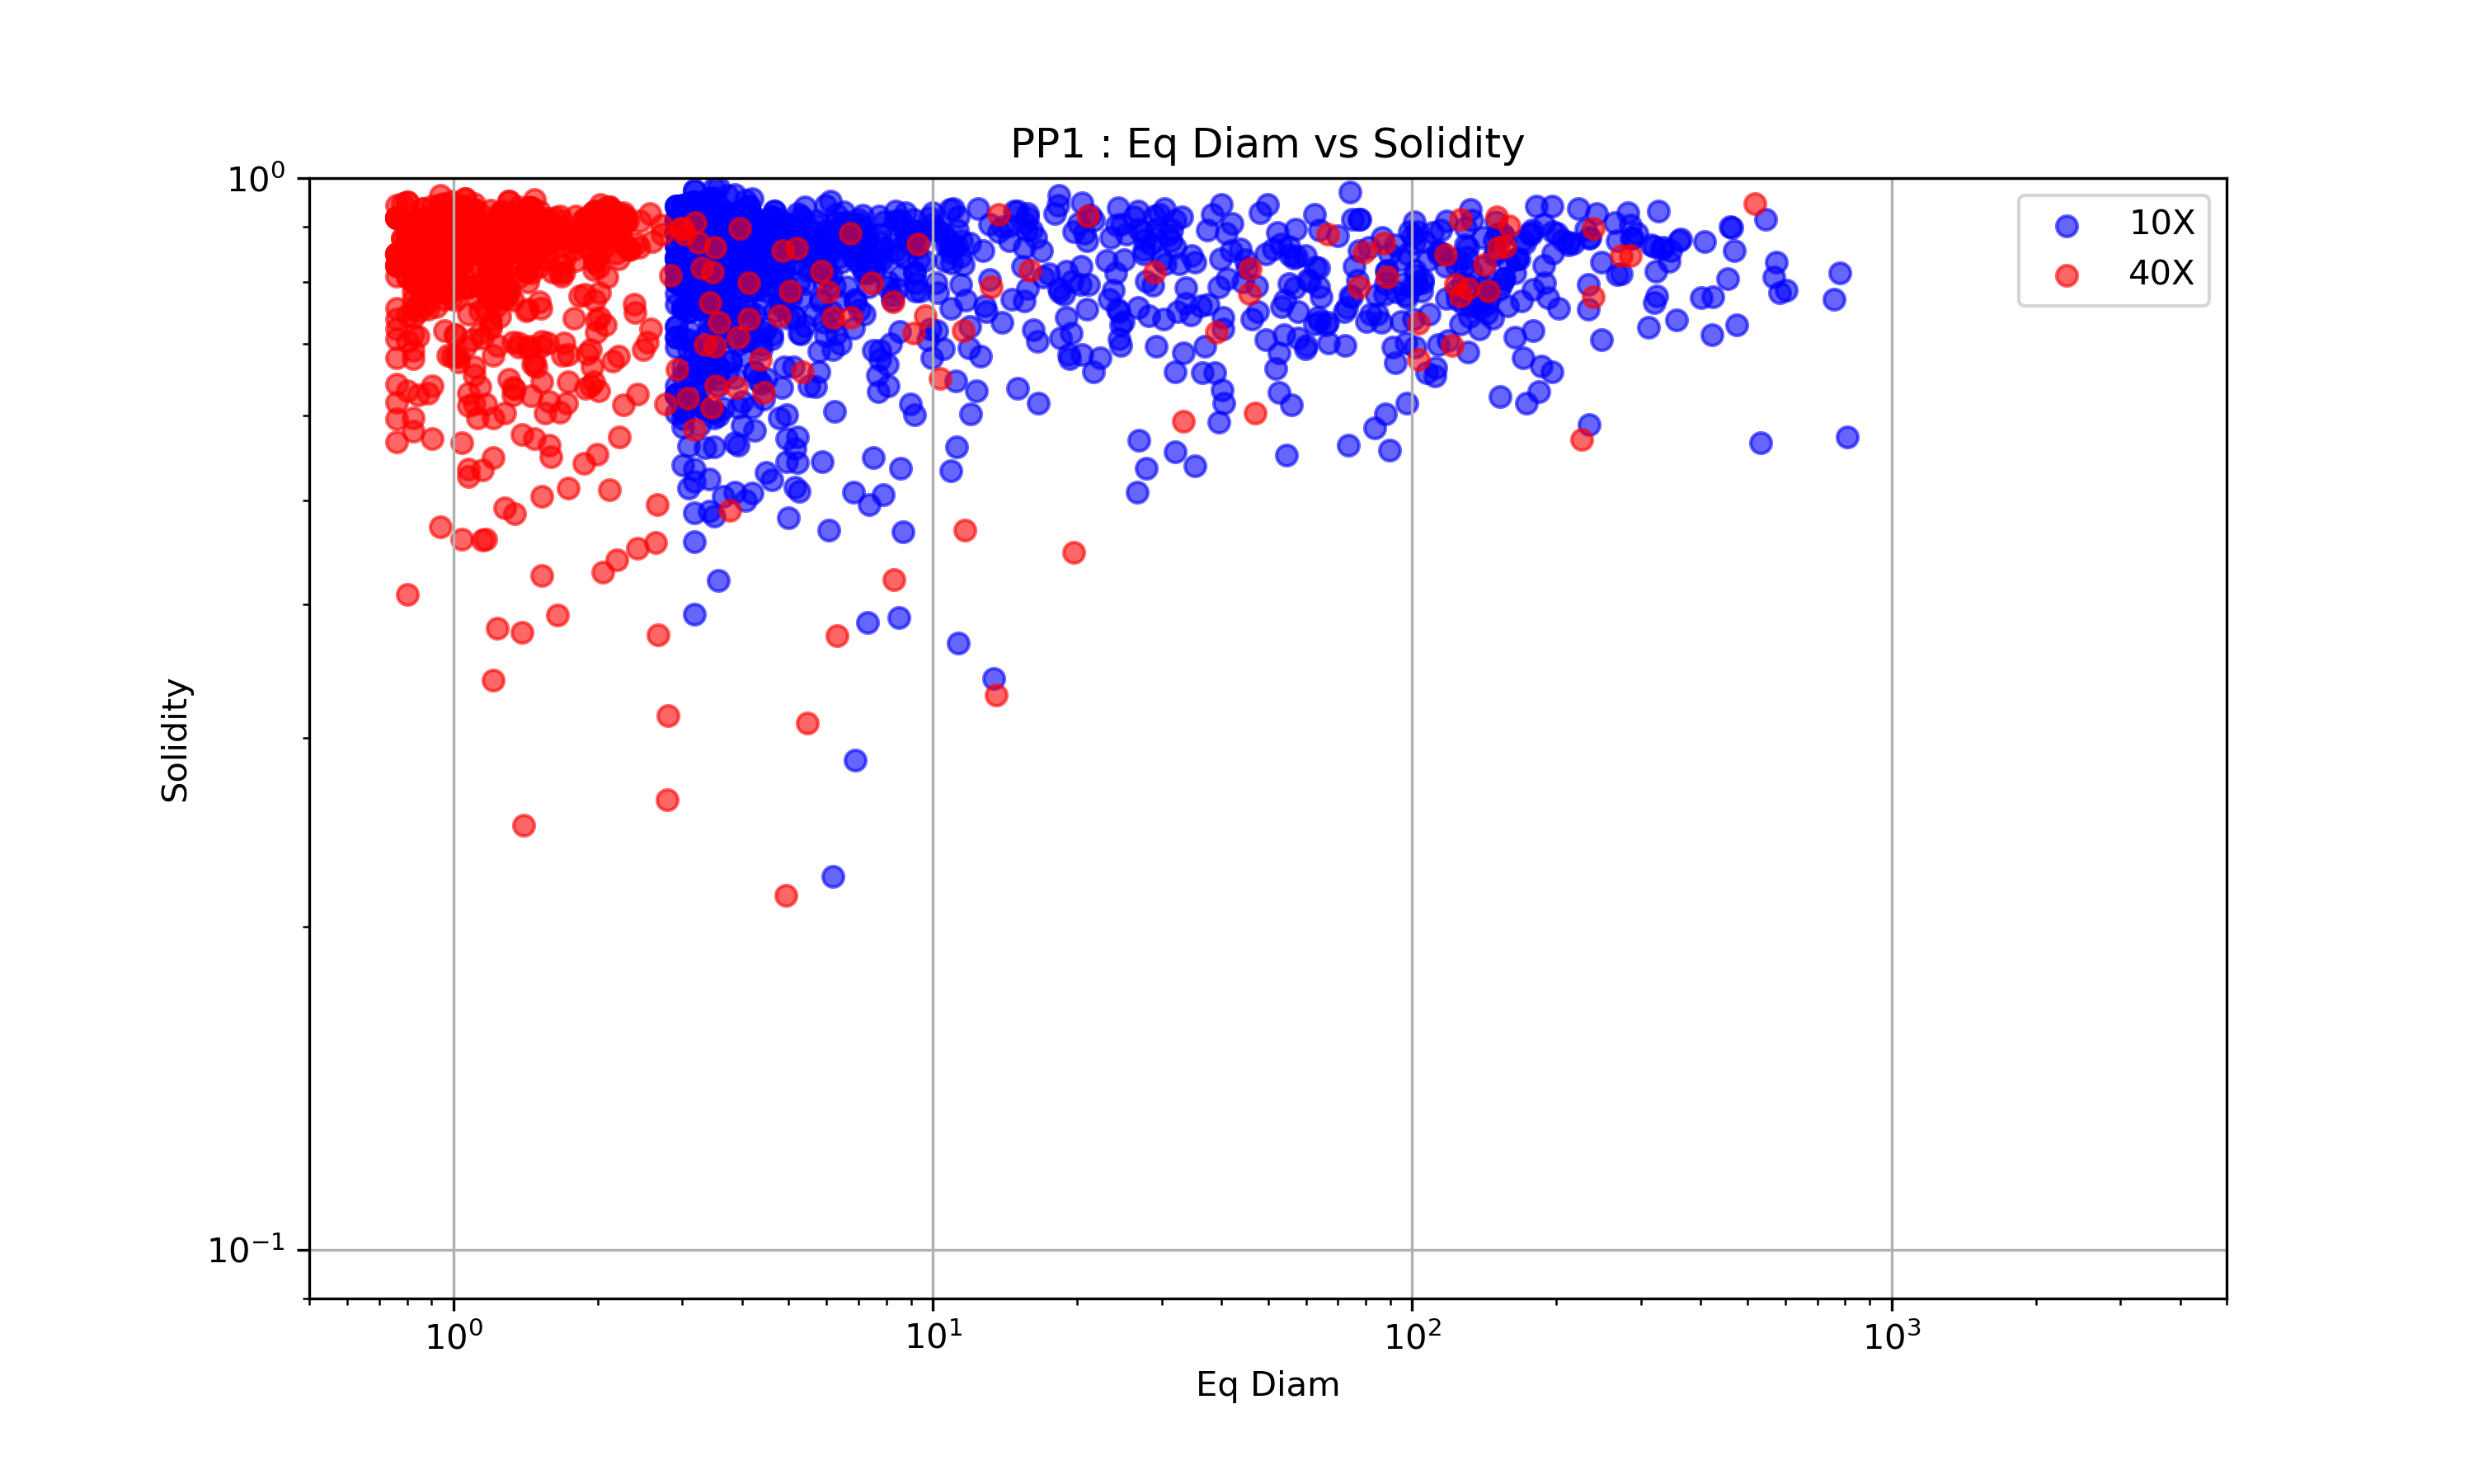 PP1 : Eq Diam vs Solidity
10⁰
10X
40X
Solidity
10⁻¹
10⁰ 10¹ 10² 10³
Eq Diam